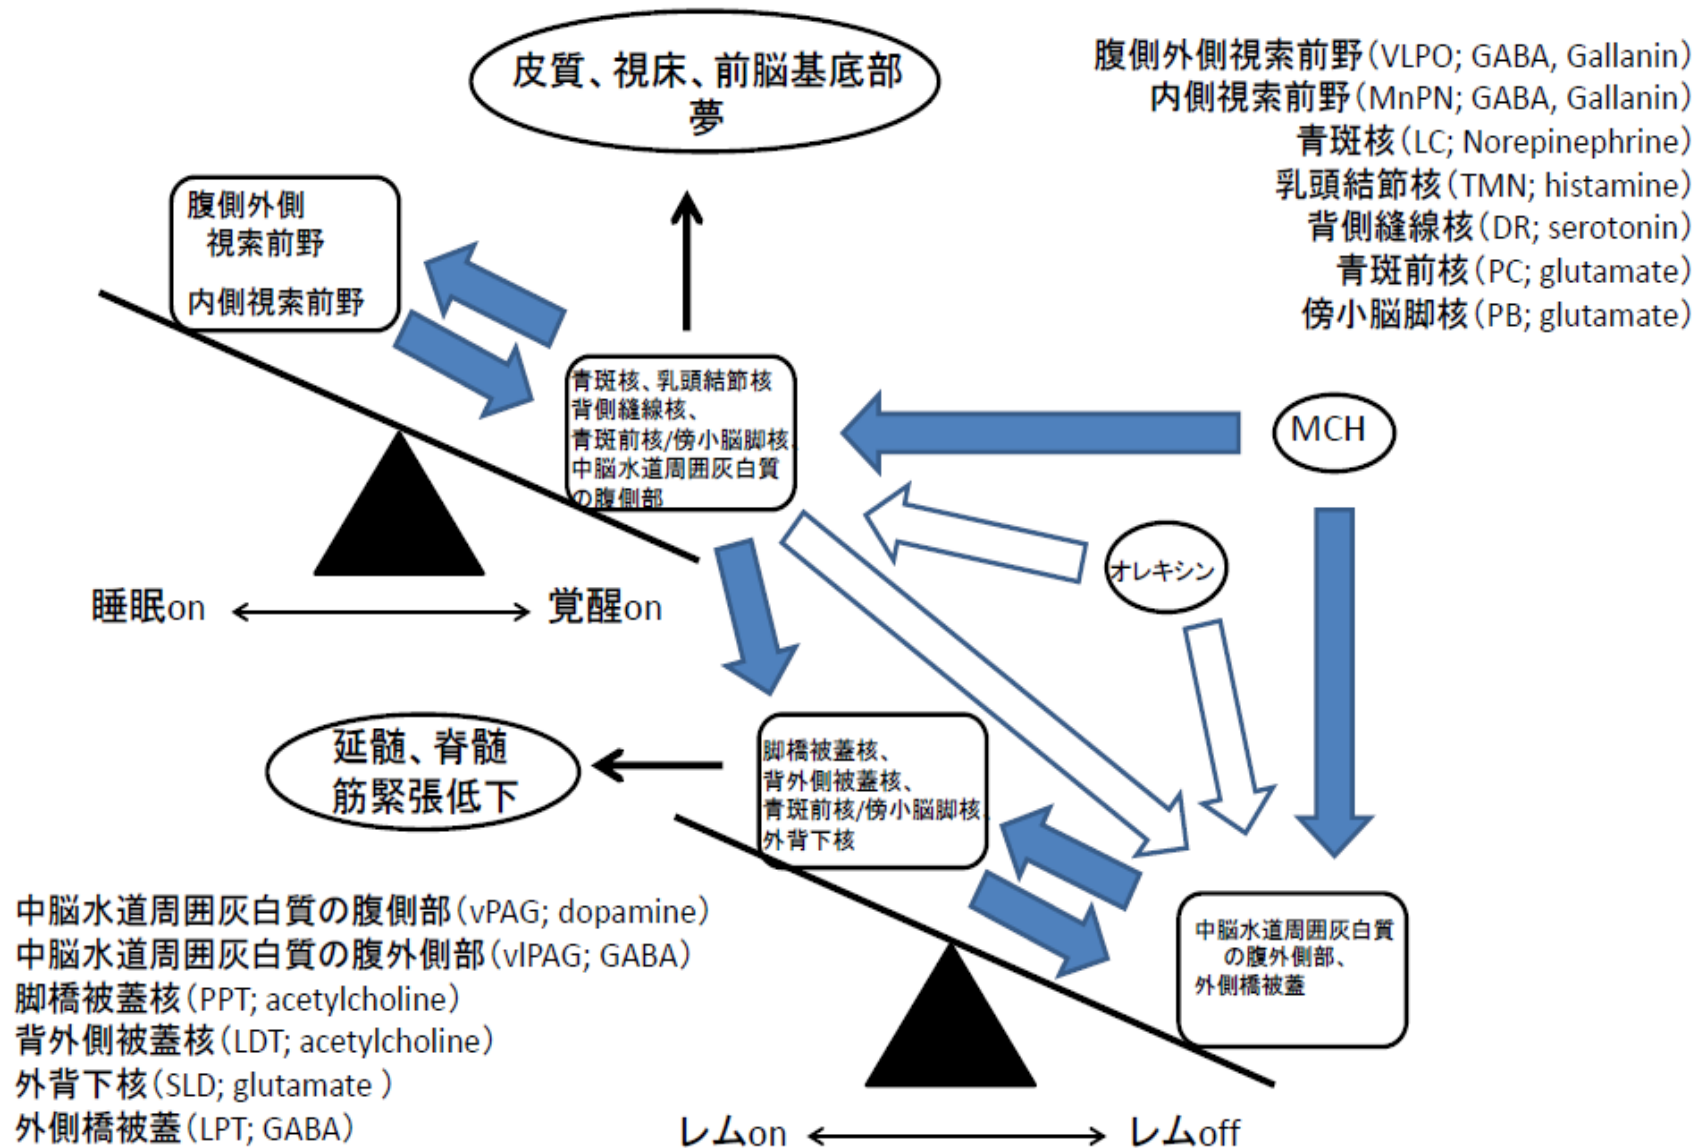 皮質、視床、前脳基底部
夢
腹側外側視索前野(VLPO; GABA, Gallanin)
内側視索前野(MnPN; GABA, Gallanin)
青斑核(LC; Norepinephrine)
乳頭結節核(TMN; histamine)
背側縫線核(DR; serotonin)
青斑前核(PC; glutamate)
傍小脳脚核(PB; glutamate)
腹側外側
視索前野
内側視索前野
青斑核、乳頭結節核
背側縫線核、
青斑前核/傍小脳脚核、
中脳水道周囲灰白質
の腹側部
MCH
オレキシン
睡眠on
覚醒on
延髄、脊髄
筋緊張低下
脚橋被蓋核、
背外側被蓋核、
青斑前核/傍小脳脚核、
外背下核
中脳水道周囲灰白質
の腹外側部、
外側橋被蓋
中脳水道周囲灰白質の腹側部(vPAG; dopamine)
中脳水道周囲灰白質の腹外側部(vlPAG; GABA)
脚橋被蓋核(PPT; acetylcholine)
背外側被蓋核(LDT; acetylcholine)
外背下核(SLD; glutamate )
外側橋被蓋(LPT; GABA)
レムon
レムoff